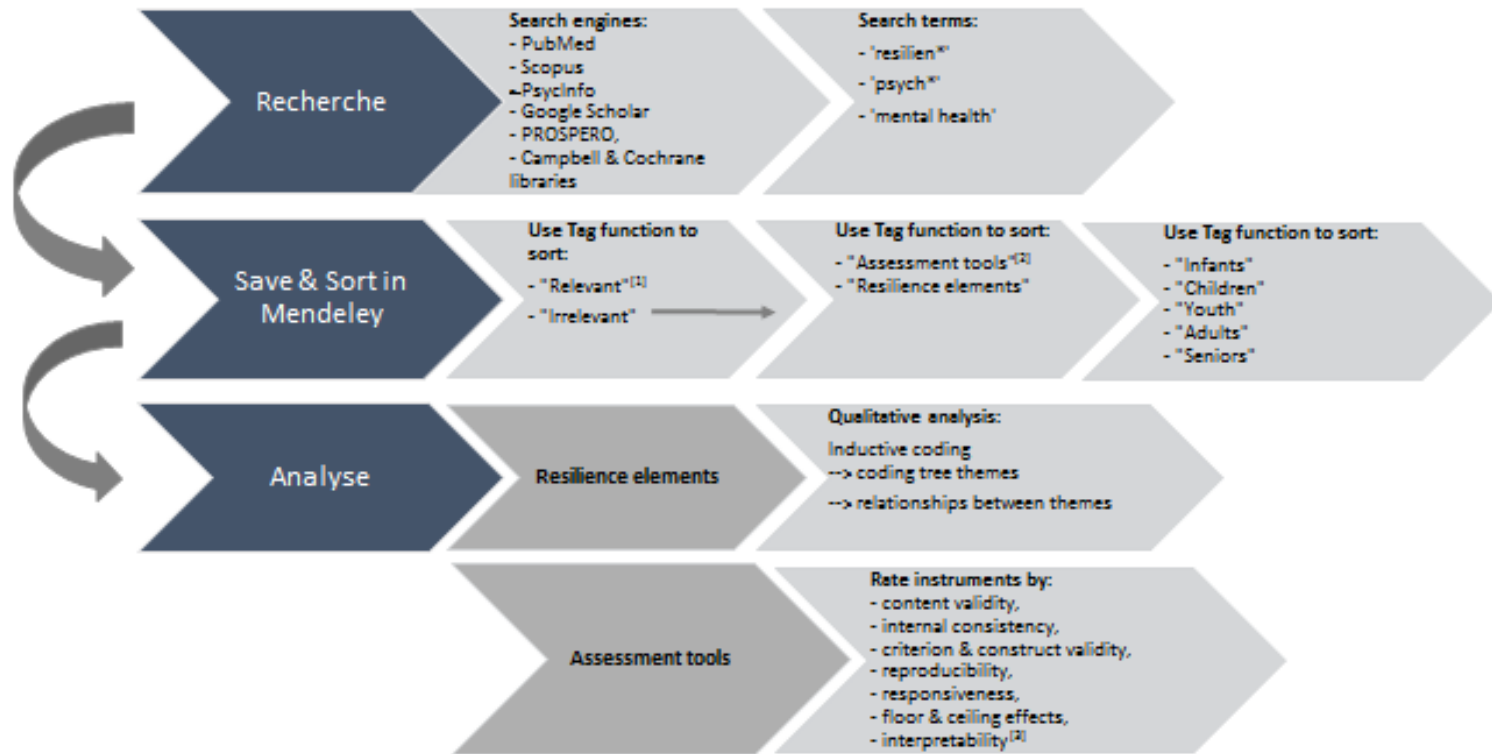 Recherche
Search engines:
- PubMed
- Scopus
-PsycInfo
- Google Scholar
- PROSPERO,
- Campbell & Cochrane
libraries
Search terms:
- 'resilien*'
- 'psych*'
- 'mental health'
Save & Sort in
Mendeley
Use Tag function to
sort:
- "Relevant"[1]
- "Irrelevant"
Use Tag function to sort:
- "Assessment tools"[2]
- "Resilience elements"
Use Tag function to sort:
- "Infants"
- "Children"
- "Youth"
- "Adults"
- "Seniors"
Analyse
Resilience elements
Qualitative analysis:
Inductive coding
--> coding tree themes
--> relationships between themes
Assessment tools
Rate instruments by:
- content validity,
- internal consistency,
- criterion & construct validity,
- reproducibility,
- responsiveness,
- floor & ceiling effects,
- interpretability[3]